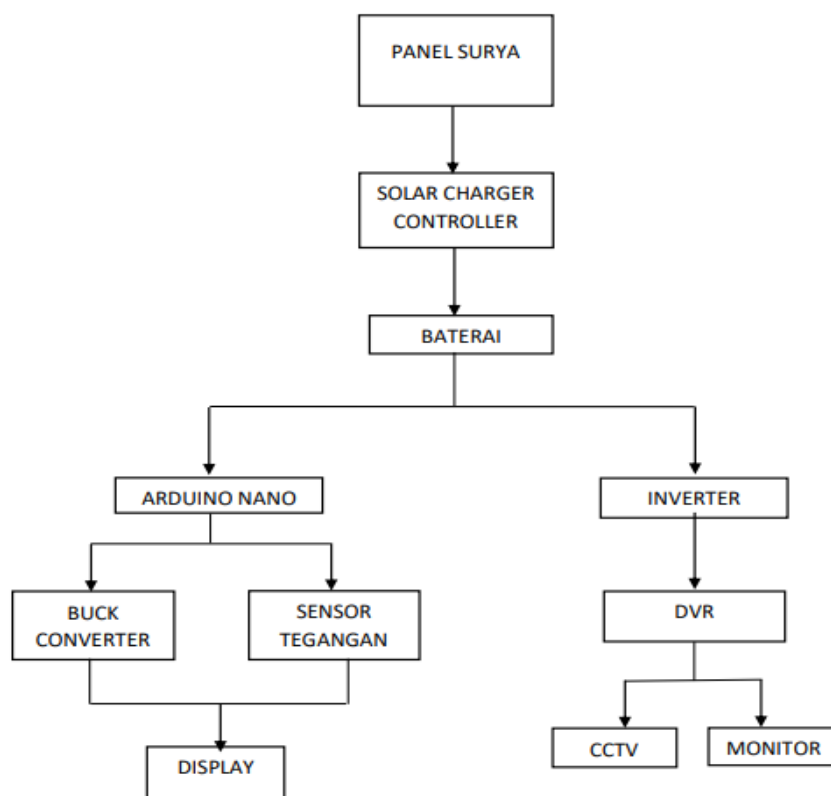 PANEL SURYA
SOLAR CHARGER
CONTROLLER
BATERAI
ARDUINO NANO
INVERTER
BUCK
CONVERTER
SENSOR
TEGANGAN
DVR
DISPLAY
CCTV
MONITOR